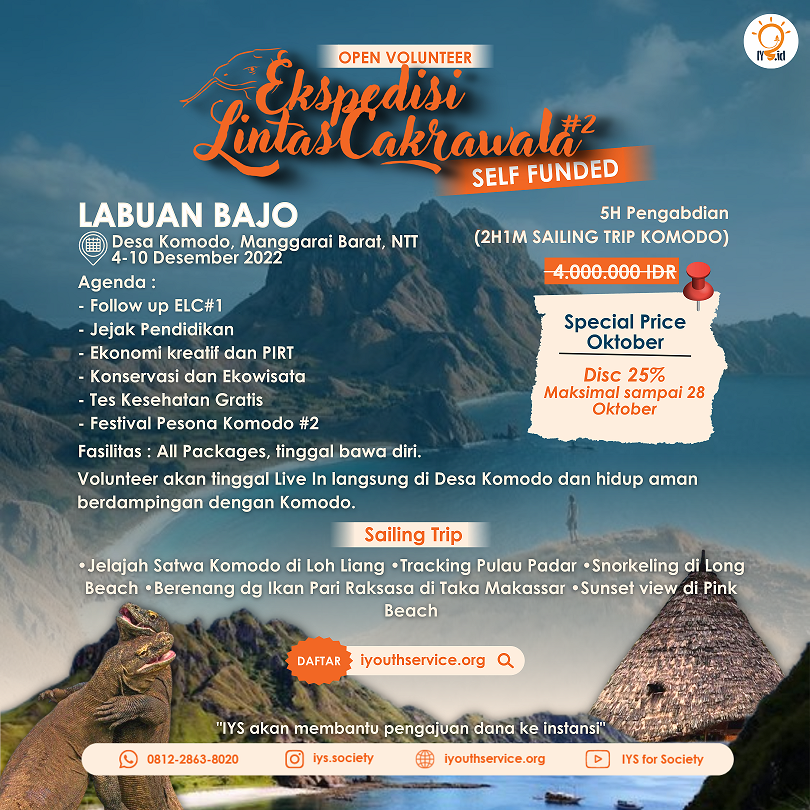 IYS.id
OPEN VOLUNTEER
Ekspedisi
Lintas Cakrawala #2
SELF FUNDED
LABUAN BAJO
Desa Komodo, Manggarai Barat, NTT
4-10 Desember 2022
5H Pengabdian
(2H1M SAILING TRIP KOMODO)
4.000.000 IDR
Special Price
Oktober
Disc 25%
Maksimal sampai 28
Oktober
Agenda :
- Follow up ELC#1
- Jejak Pendidikan
- Ekonomi kreatif dan PIRT
- Konservasi dan Ekowisata
- Tes Kesehatan Gratis
- Festival Pesona Komodo #2
Fasilitas : All Packages, tinggal bawa diri.
Volunteer akan tinggal Live In langsung di Desa Komodo dan hidup aman
berdampingan dengan Komodo.
Sailing Trip
•Jelajah Satwa Komodo di Loh Liang •Tracking Pulau Padar •Snorkeling di Long
Beach •Berenang dg Ikan Pari Raksasa di Taka Makassar •Sunset view di Pink
Beach
DAFTAR
iyouthservice.org
"IYS akan membantu pengajuan dana ke instansi"
0812-2863-8020
iys.society
iyouthservice.org
IYS for Society